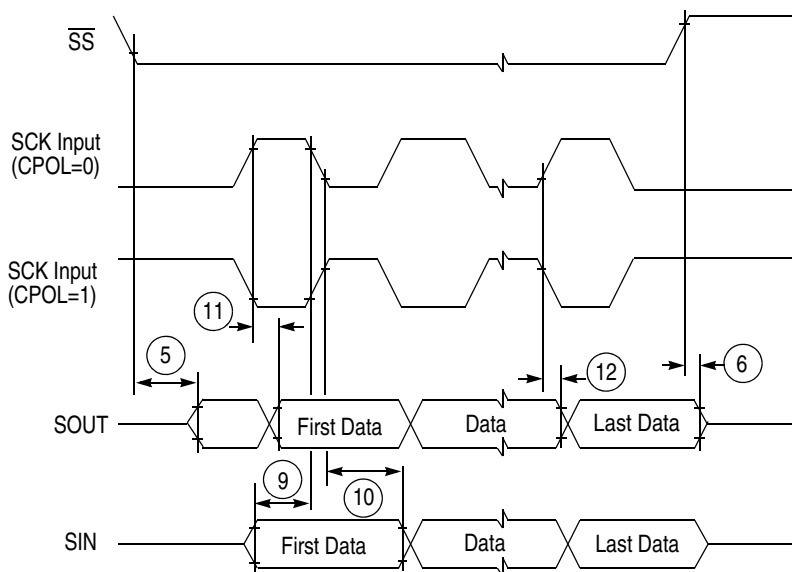 SS
SCK Input
(CPOL=0)
SCK Input
(CPOL=1)
11
5
12
6
SOUT
First Data
Data
Last Data
9
10
SIN
First Data
Data
Last Data